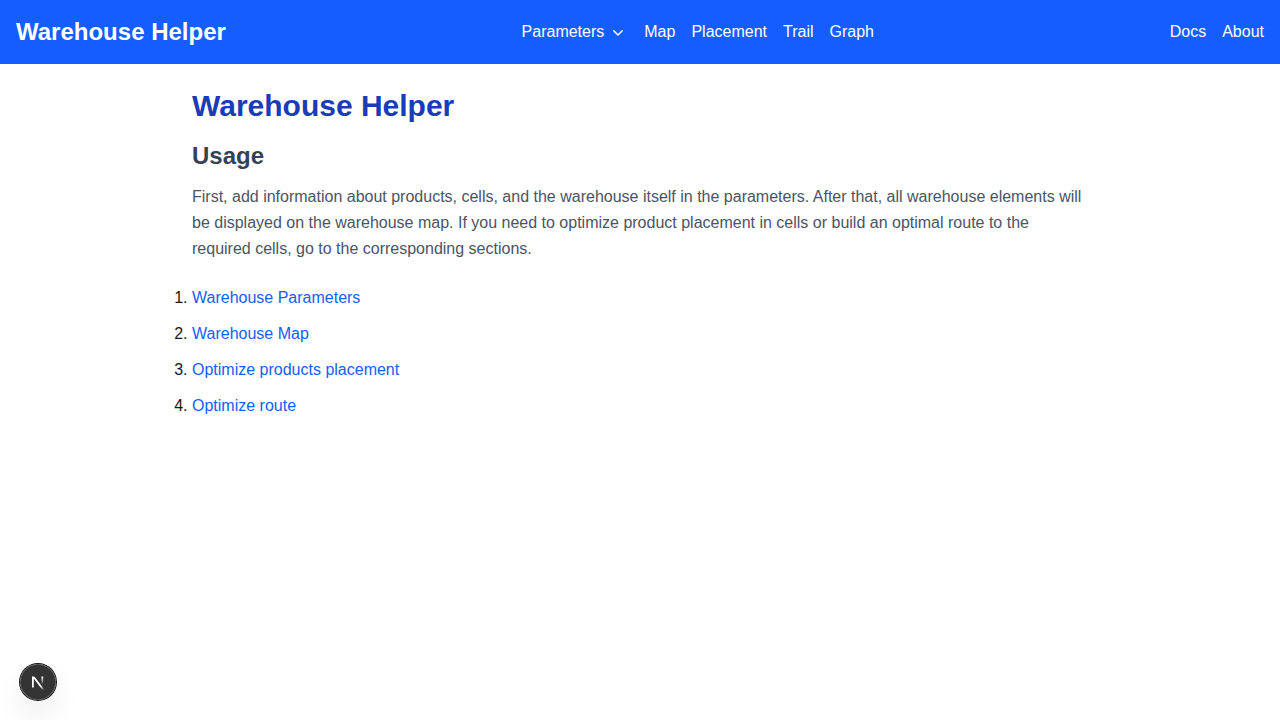 Warehouse Helper
Parameters
Map
Placement
Trail
Graph
Docs
About
Warehouse Helper
Usage
First, add information about products, cells, and the warehouse itself in the parameters. After that, all warehouse elements will
be displayed on the warehouse map. If you need to optimize product placement in cells or build an optimal route to the
required cells, go to the corresponding sections.
1. Warehouse Parameters
2. Warehouse Map
3. Optimize products placement
4. Optimize route
N